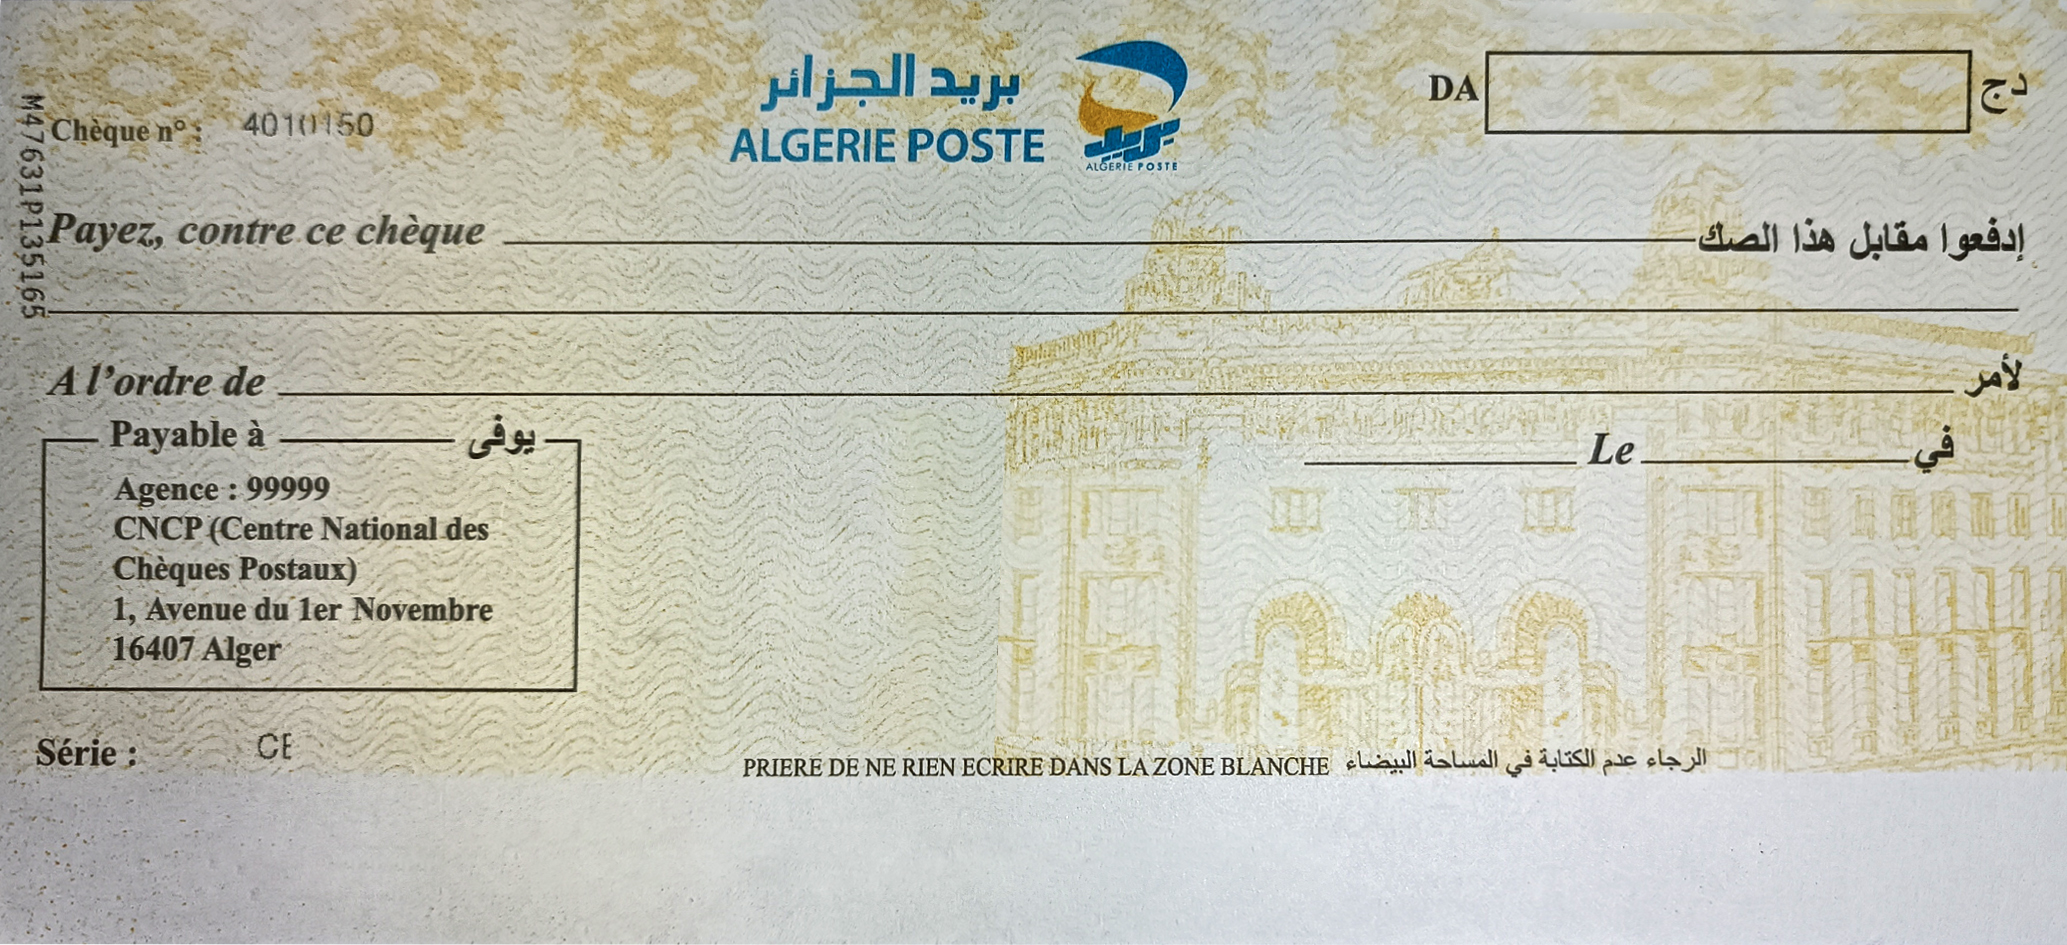 بريد الجزائر
ALGERIE POSTE
بريد
ALGERIE POSTE
DA دج
Chèque n° : 4010150
M47631P135165
Payez, contre ce chèque إدفعوا مقابل هذا الصك
A l'ordre de لأمر
Payable à يوفى
Le في
Agence : 99999
CNCP (Centre National des
Chèques Postaux)
1, Avenue du 1er Novembre
16407 Alger
Série : CE
PRIERE DE NE RIEN ECRIRE DANS LA ZONE BLANCHE الرجاء عدم الكتابة في المساحة البيضاء